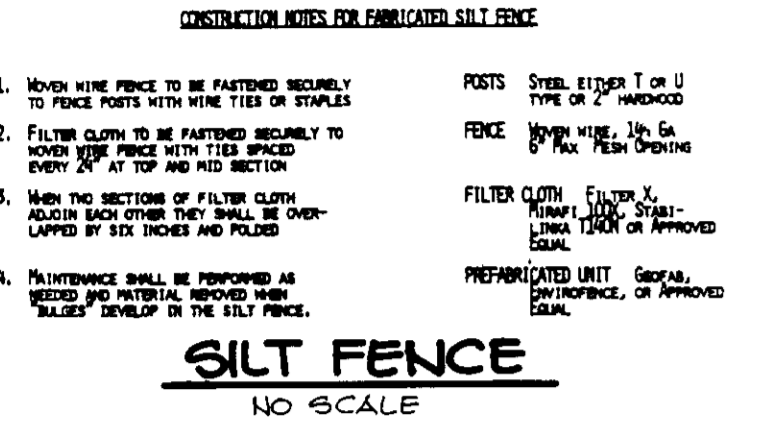 CONSTRUCTION NOTES FOR FABRICATED SILT FENCE
1. WOVEN WIRE FENCE TO BE FASTENED SECURELY
TO FENCE POSTS WITH WIRE TIES OR STAPLES
2. FILTER CLOTH TO BE FASTENED SECURELY TO
WOVEN WIRE FENCE WITH TIES SPACED
EVERY 24" AT TOP AND MID SECTION
3. WHEN TWO SECTIONS OF FILTER CLOTH
ADJOIN EACH OTHER THEY SHALL BE OVER-
LAPPED BY SIX INCHES AND FOLDED
4. MAINTENANCE SHALL BE PERFORMED AS
NEEDED AND MATERIAL REMOVED WHEN
"BULGES" DEVELOP IN THE SILT FENCE.
POSTS STEEL EITHER T OR U
TYPE OR 2" HARDWOOD
FENCE WOVEN WIRE, 14½ GA
6" MAX MESH OPENING
FILTER CLOTH FILTER X,
MIRAFI 100X, STABI-
LINKA T140N OR APPROVED
EQUAL
PREFABRICATED UNIT GEOFAB,
ENVIROFENCE, OR APPROVED
EQUAL
SILT FENCE
NO SCALE